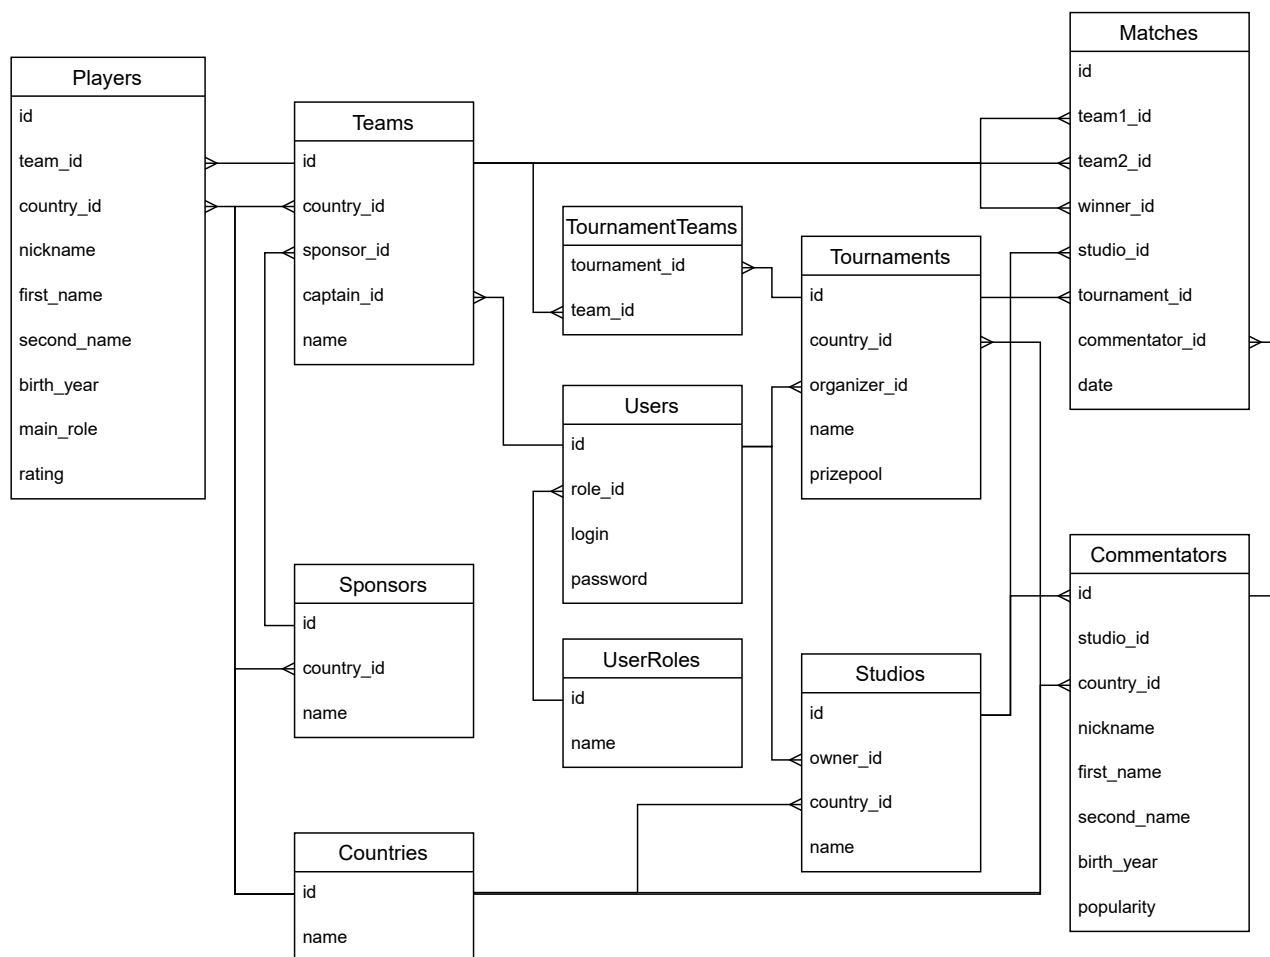 Players
id
team_id
country_id
nickname
first_name
second_name
birth_year
main_role
rating
Teams
id
country_id
sponsor_id
captain_id
name
Sponsors
id
country_id
name
Countries
id
name
TournamentTeams
tournament_id
team_id
Users
id
role_id
login
password
UserRoles
id
name
Tournaments
id
country_id
organizer_id
name
prizepool
Studios
id
owner_id
country_id
name
Matches
id
team1_id
team2_id
winner_id
studio_id
tournament_id
commentator_id
date
Commentators
id
studio_id
country_id
nickname
first_name
second_name
birth_year
popularity